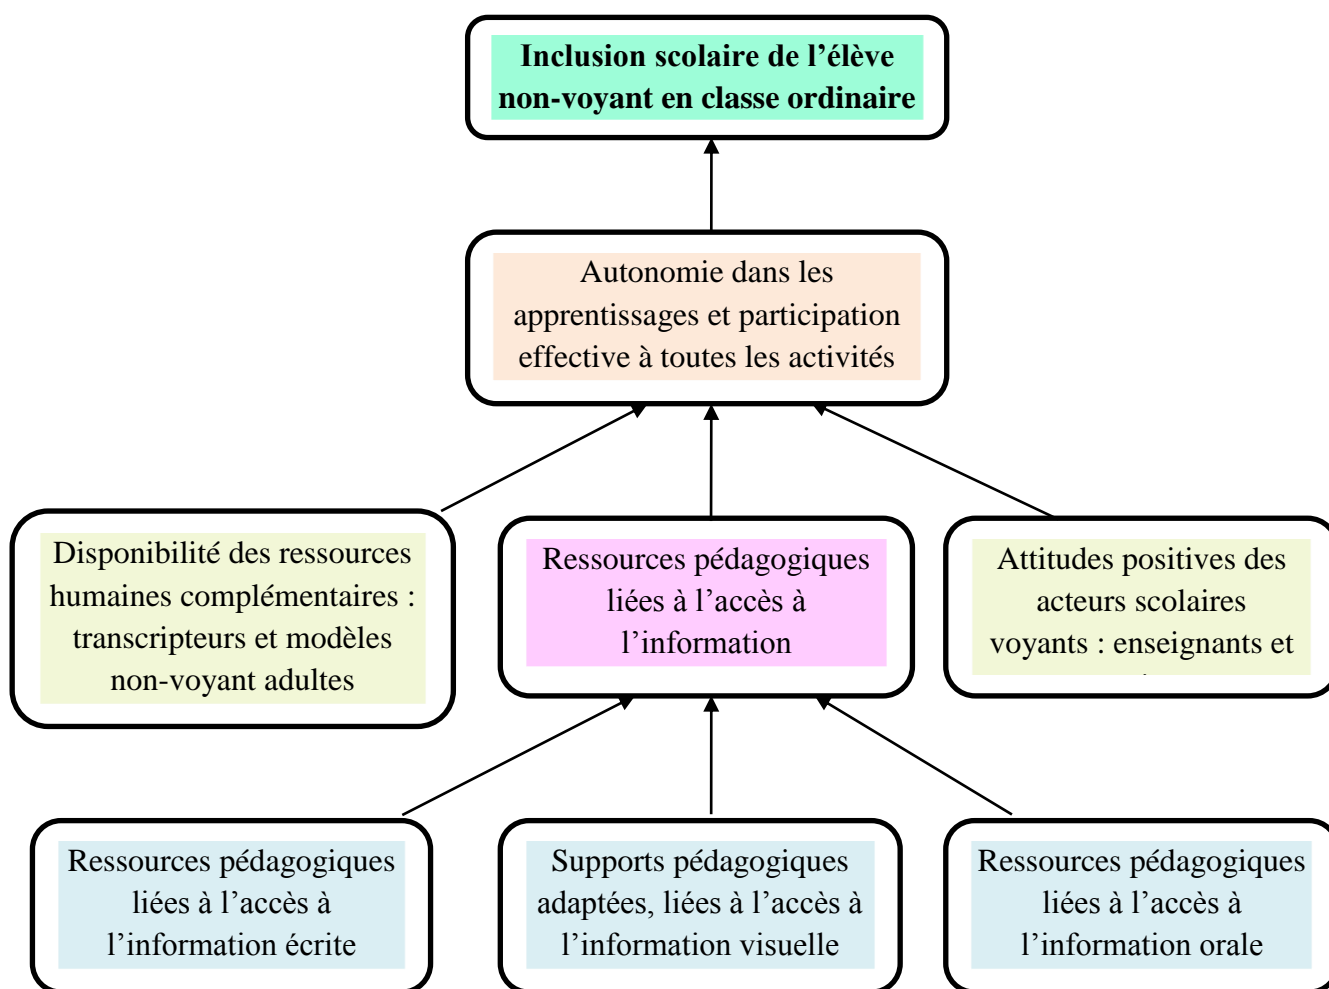 Inclusion scolaire de l’élève
non-voyant en classe ordinaire
Autonomie dans les
apprentissages et participation
effective à toutes les activités
Disponibilité des ressources
humaines complémentaires :
transcripteurs et modèles
non-voyant adultes
Ressources pédagogiques
liées à l’accès à
l’information
Attitudes positives des
acteurs scolaires
voyants : enseignants et
Ressources pédagogiques
liées à l’accès à
l’information écrite
Supports pédagogiques
adaptées, liées à l’accès à
l’information visuelle
Ressources pédagogiques
liées à l’accès à
l’information orale